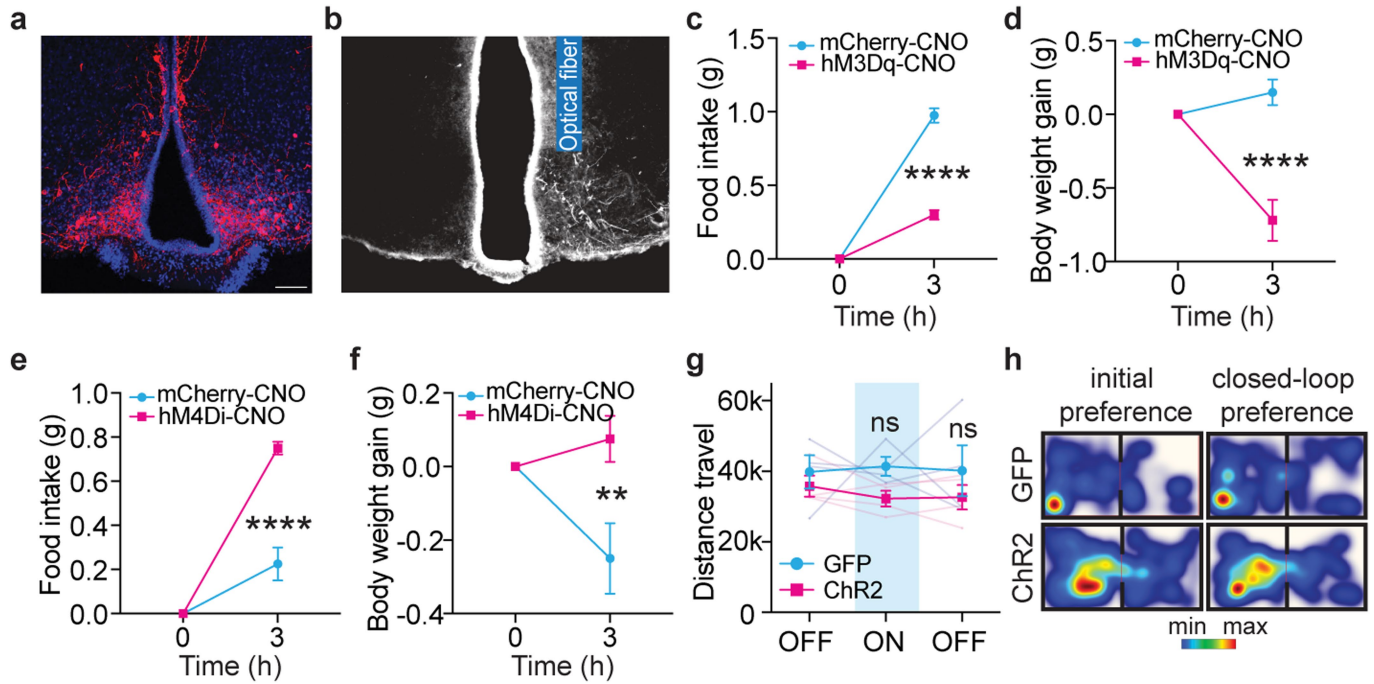 a
b
Optical fiber
c
1.5
1.0
0.5
0.0
Food intake (g)
mCherry-CNO
hM3Dq-CNO
****
0
3
Time (h)
d
0.5
0.0
-0.5
-1.0
Body weight gain (g)
mCherry-CNO
hM3Dq-CNO
****
0
3
Time (h)
e
1.0
0.8
0.6
0.4
0.2
0.0
Food intake (g)
mCherry-CNO
hM4Di-CNO
****
0
3
Time (h)
f
0.2
0.0
-0.2
-0.4
Body weight gain (g)
mCherry-CNO
hM4Di-CNO
**
0
3
Time (h)
g
60k
40k
20k
0
Distance travel
ns
ns
GFP
ChR2
OFF
ON
OFF
h
initial
preference
closed-loop
preference
GFP
ChR2
min max